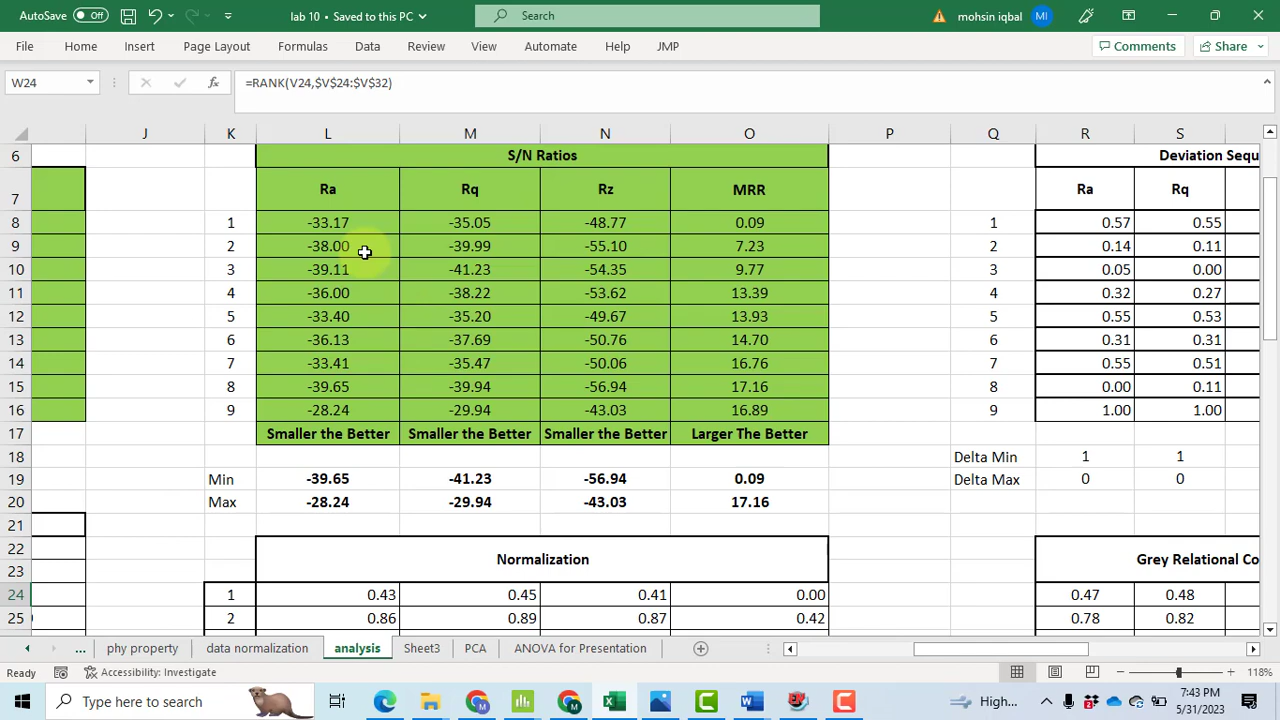 AutoSave Off lab 10 • Saved to this PC Search mohsin iqbal MI
File Home Insert Page Layout Formulas Data Review View Automate Help JMP Comments Share
W24 fx =RANK(V24,$V$24:$V$32)
J K L M N O P Q R S
6 S/N Ratios Deviation Sequ
7 Ra Rq Rz MRR Ra Rq
8 1 -33.17 -35.05 -48.77 0.09 1 0.57 0.55
9 2 -38.00 -39.99 -55.10 7.23 2 0.14 0.11
10 3 -39.11 -41.23 -54.35 9.77 3 0.05 0.00
11 4 -36.00 -38.22 -53.62 13.39 4 0.32 0.27
12 5 -33.40 -35.20 -49.67 13.93 5 0.55 0.53
13 6 -36.13 -37.69 -50.76 14.70 6 0.31 0.31
14 7 -33.41 -35.47 -50.06 16.76 7 0.55 0.51
15 8 -39.65 -39.94 -56.94 17.16 8 0.00 0.11
16 9 -28.24 -29.94 -43.03 16.89 9 1.00 1.00
17 Smaller the Better Smaller the Better Smaller the Better Larger The Better
18 Delta Min 1 1
19 Min -39.65 -41.23 -56.94 0.09 Delta Max 0 0
20 Max -28.24 -29.94 -43.03 17.16
21
22 Normalization Grey Relational Co
23
24 1 0.43 0.45 0.41 0.00 0.47 0.48
25 2 0.86 0.89 0.87 0.42 0.78 0.82
... phy property data normalization analysis Sheet3 PCA ANOVA for Presentation
Ready Accessibility: Investigate 118%
Type here to search High... 7:43 PM
5/31/2023